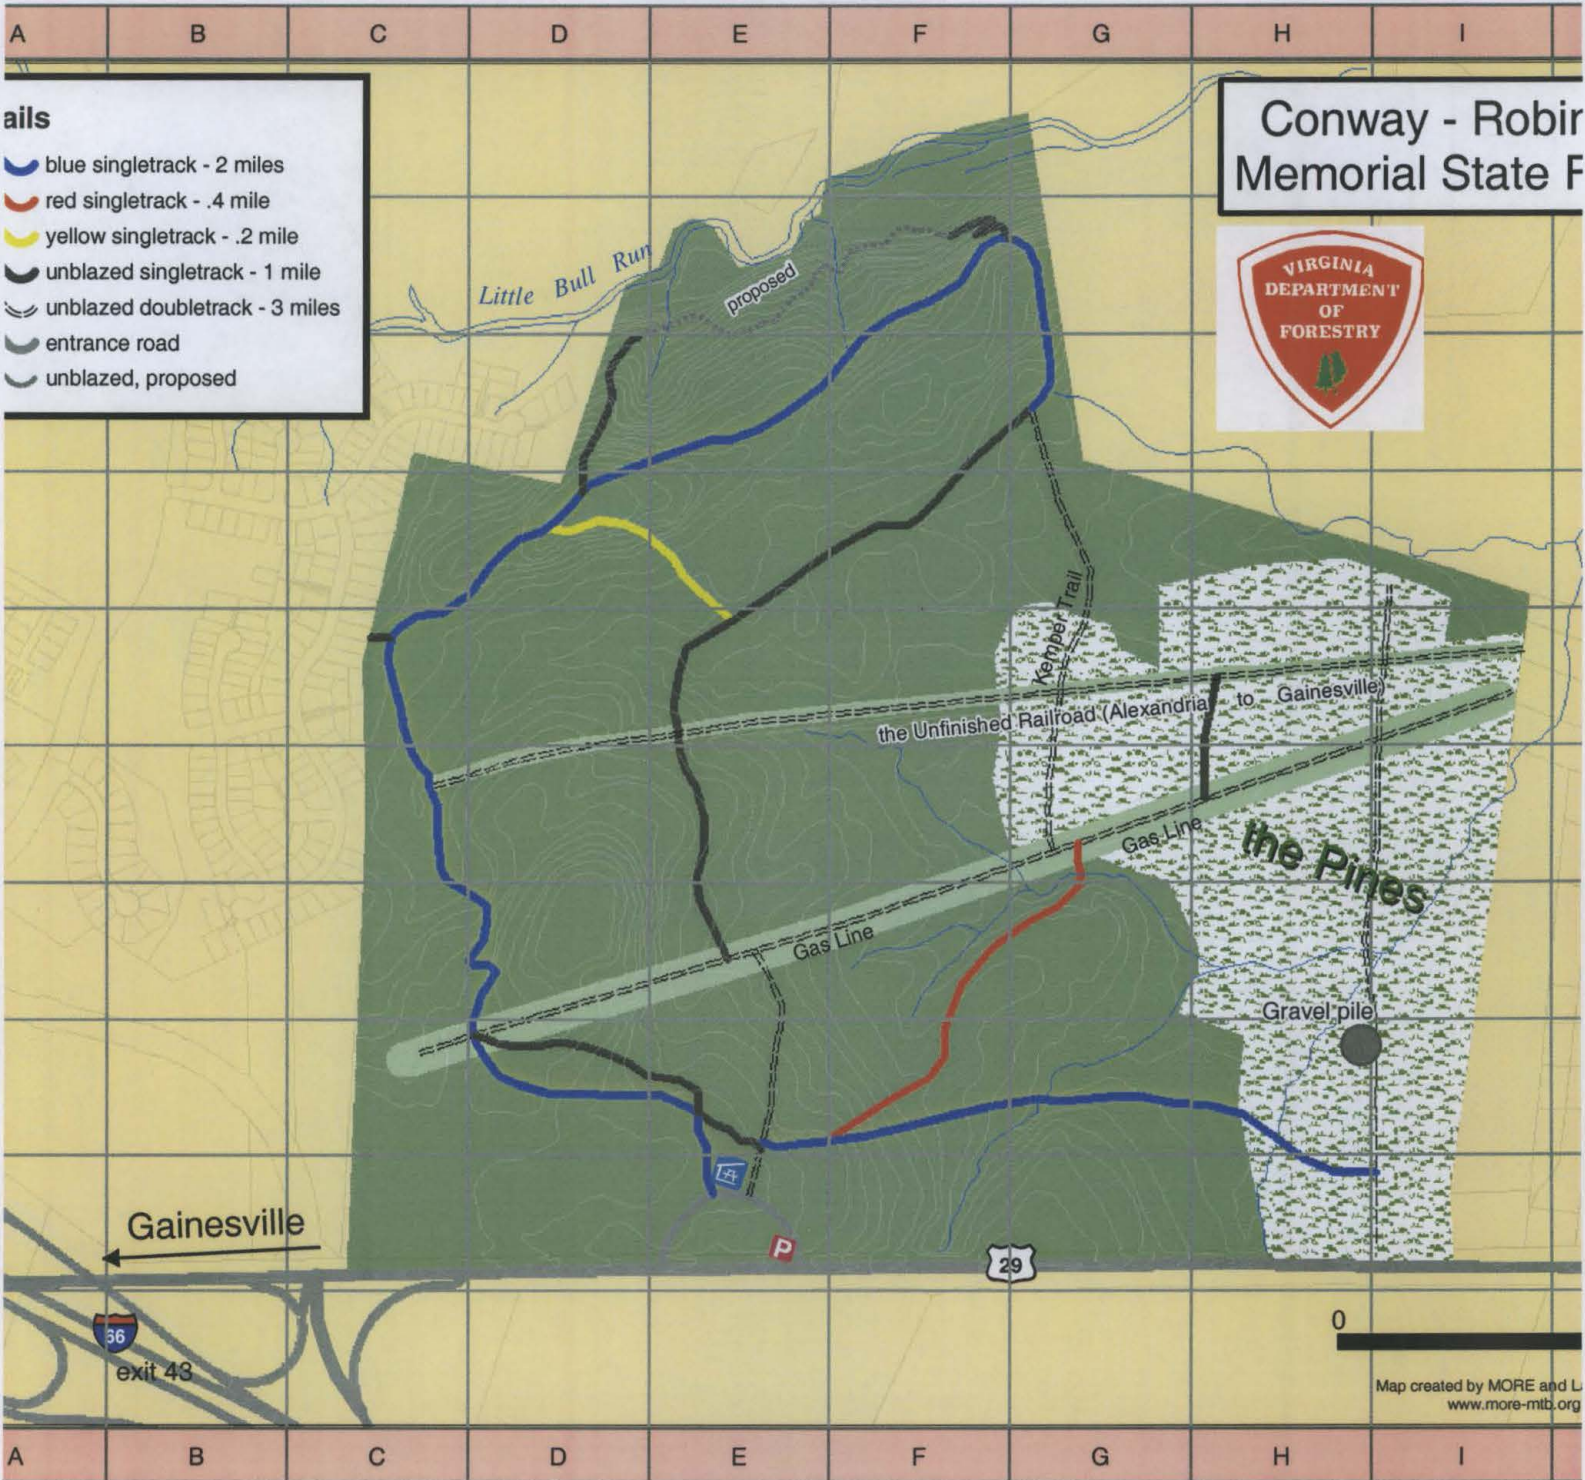 A B C D E F G H I
ails
blue singletrack - 2 miles
red singletrack - .4 mile
yellow singletrack - .2 mile
unblazed singletrack - 1 mile
unblazed doubletrack - 3 miles
entrance road
unblazed, proposed
Conway - Robin
Memorial State F
VIRGINIA
DEPARTMENT
OF
FORESTRY
Little Bull Run
proposed
Kemper Trail
the Unfinished Railroad (Alexandria to Gainesville)
Gas Line
the Pines
Gas Line
Gravel pile
Gainesville
P
29
66
exit 43
0
Map created by MORE and L
www.more-mtb.org
A B C D E F G H I